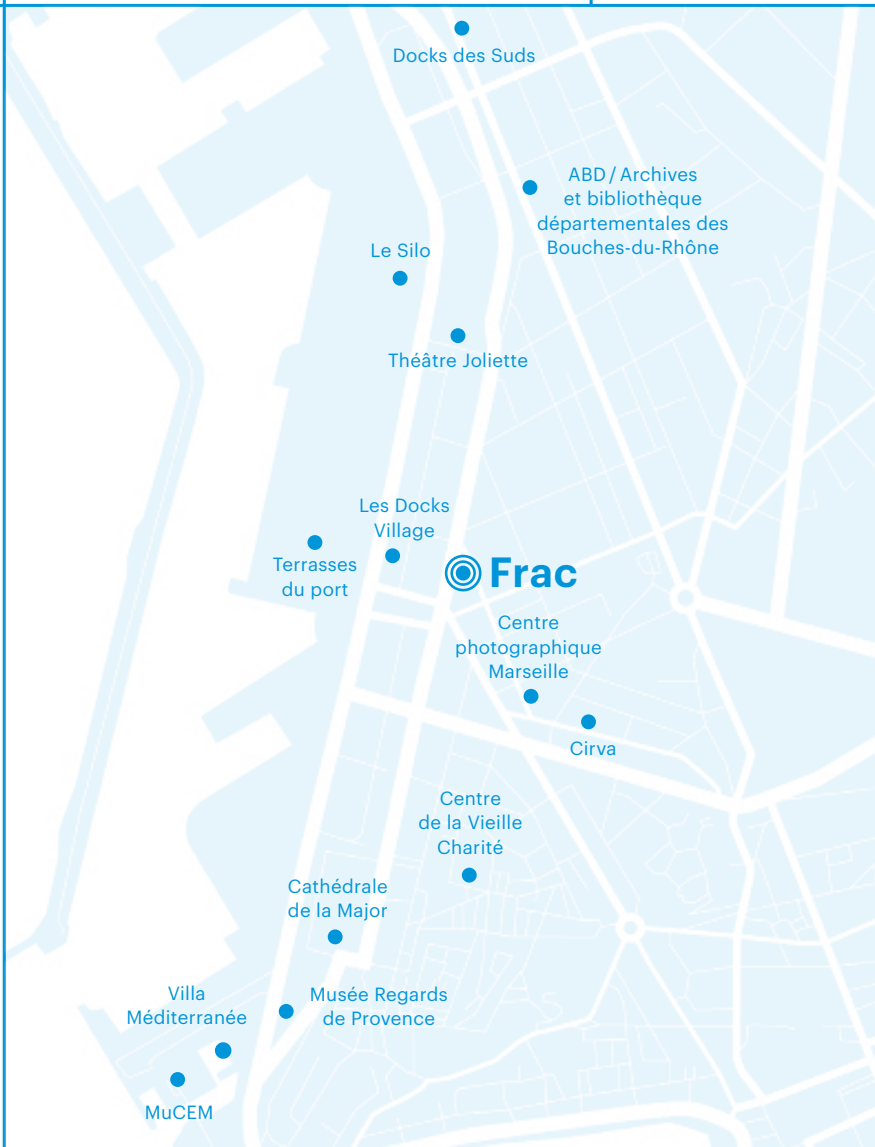 Docks des Suds
ABD / Archives
et bibliothèque
départementales des
Bouches-du-Rhône
Le Silo
Théâtre Joliette
Les Docks
Village
Terrasses
du port
Frac
Centre
photographique
Marseille
Cirva
Centre
de la Vieille
Charité
Cathédrale
de la Major
Villa
Méditerranée
Musée Regards
de Provence
MuCEM